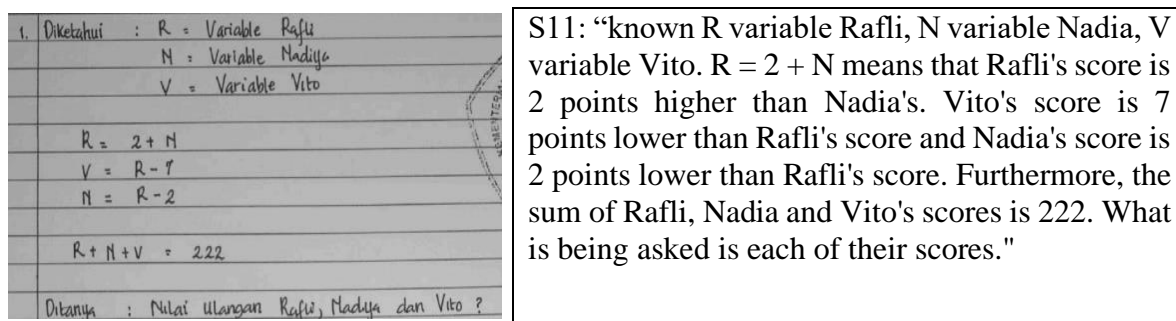 1. Diketahui : R = Variable Rafli
N = Variable Nadiya
V = Variable Vito
R = 2 + N
V = R - 7
N = R - 2
R + N + V = 222
Ditanya : Nilai ulangan Rafli, Nadiya dan Vito ?
S11: “known R variable Rafli, N variable Nadia, V
variable Vito. R = 2 + N means that Rafli's score is
2 points higher than Nadia's. Vito's score is 7
points lower than Rafli's score and Nadia's score is
2 points lower than Rafli's score. Furthermore, the
sum of Rafli, Nadia and Vito's scores is 222. What
is being asked is each of their scores."